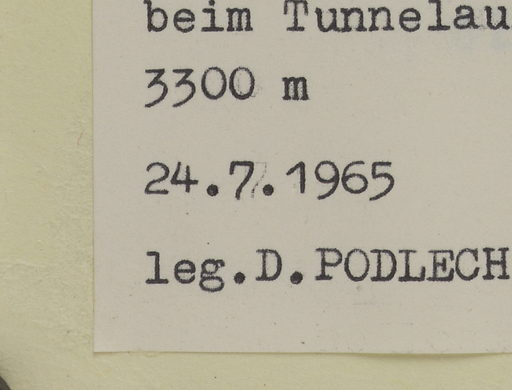 beim Tunnelau
3300 m
24.7.1965
leg.D.PODLECH